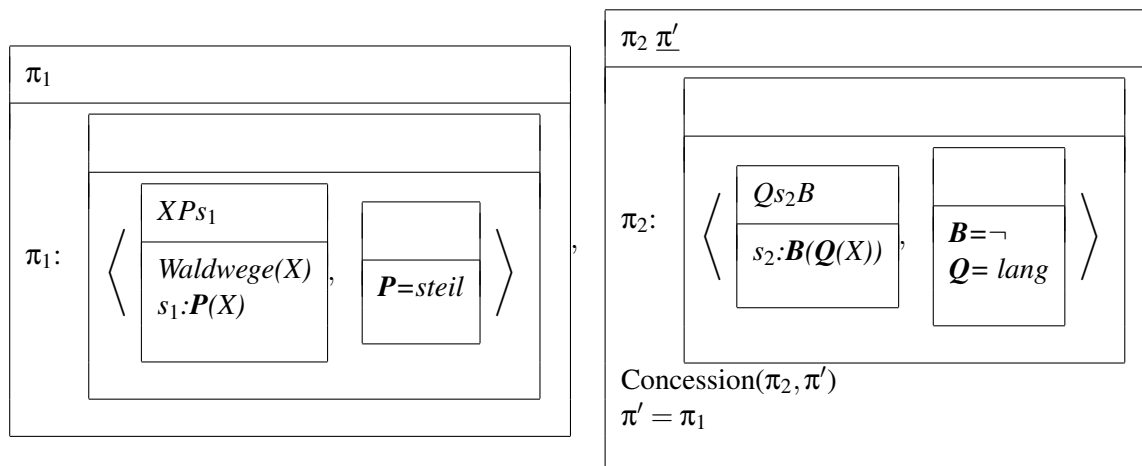 π₁
π₁:
XPs₁
Waldwege(X)
s₁:P(X)
,
P=steil
,
π₂ π′
π₂:
Qs₂B
s₂:B(Q(X))
,
B=¬
Q= lang
Concession(π₂,π′)
π′ = π₁